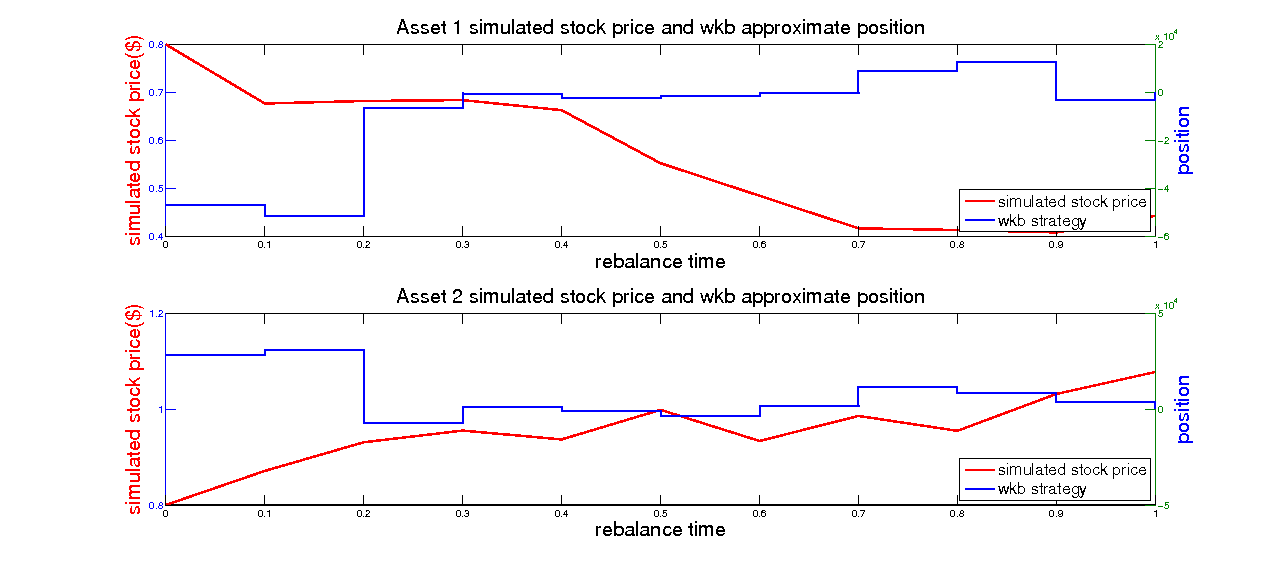 Asset 1 simulated stock price and wkb approximate position
x 10^4
0.8 2
0.7 0
0.6 -2
0.5 -4
0.4 -6
simulated stock price($)
position
simulated stock price
wkb strategy
0 0.1 0.2 0.3 0.4 0.5 0.6 0.7 0.8 0.9 1
rebalance time
Asset 2 simulated stock price and wkb approximate position
x 10^4
1.2 5
1 0
0.8 -5
simulated stock price($)
position
simulated stock price
wkb strategy
0 0.1 0.2 0.3 0.4 0.5 0.6 0.7 0.8 0.9 1
rebalance time